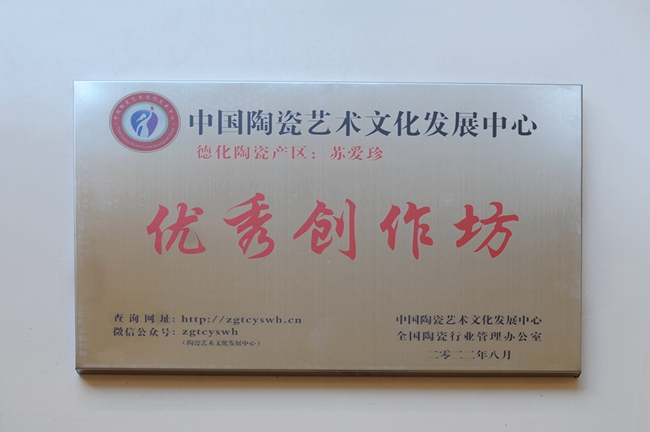 中国陶瓷艺术文化发展中心
德化陶瓷产区：苏爱珍
优秀创作坊
查询网址：http://zgtcyswh.cn
微信公众号：zgtcyswh
（陶瓷艺术文化发展中心）
中国陶瓷艺术文化发展中心
全国陶瓷行业管理办公室
二零二二年八月